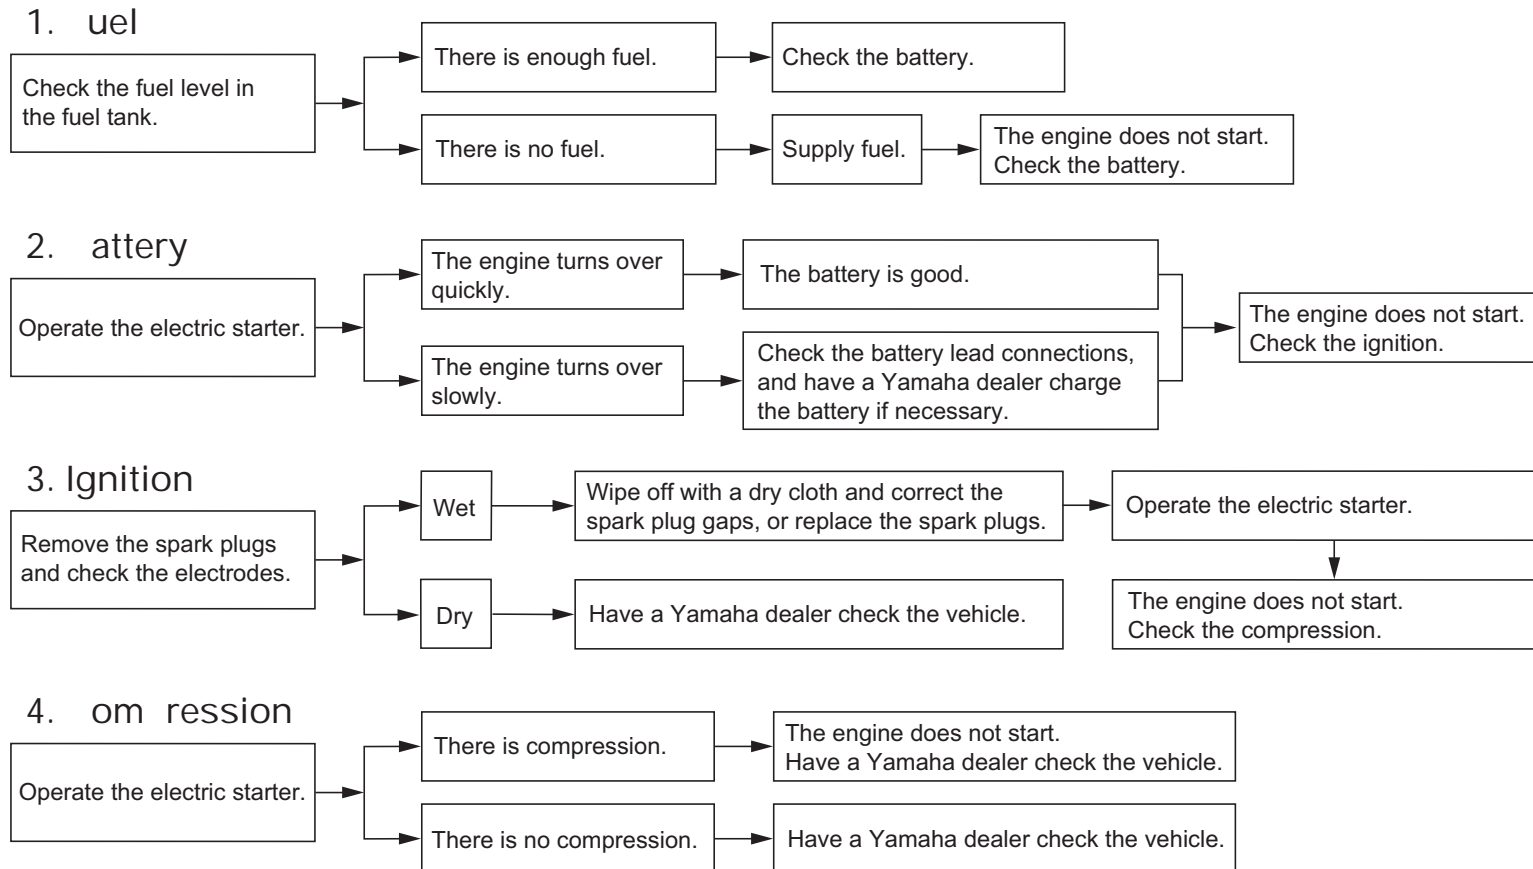 1. uel
Check the fuel level in
the fuel tank.
There is enough fuel.
Check the battery.
There is no fuel.
Supply fuel.
The engine does not start.
Check the battery.
2. attery
Operate the electric starter.
The engine turns over
quickly.
The battery is good.
The engine turns over
slowly.
Check the battery lead connections,
and have a Yamaha dealer charge
the battery if necessary.
The engine does not start.
Check the ignition.
3. Ignition
Remove the spark plugs
and check the electrodes.
Wet
Wipe off with a dry cloth and correct the
spark plug gaps, or replace the spark plugs.
Operate the electric starter.
Dry
Have a Yamaha dealer check the vehicle.
The engine does not start.
Check the compression.
4. om ression
Operate the electric starter.
There is compression.
The engine does not start.
Have a Yamaha dealer check the vehicle.
There is no compression.
Have a Yamaha dealer check the vehicle.